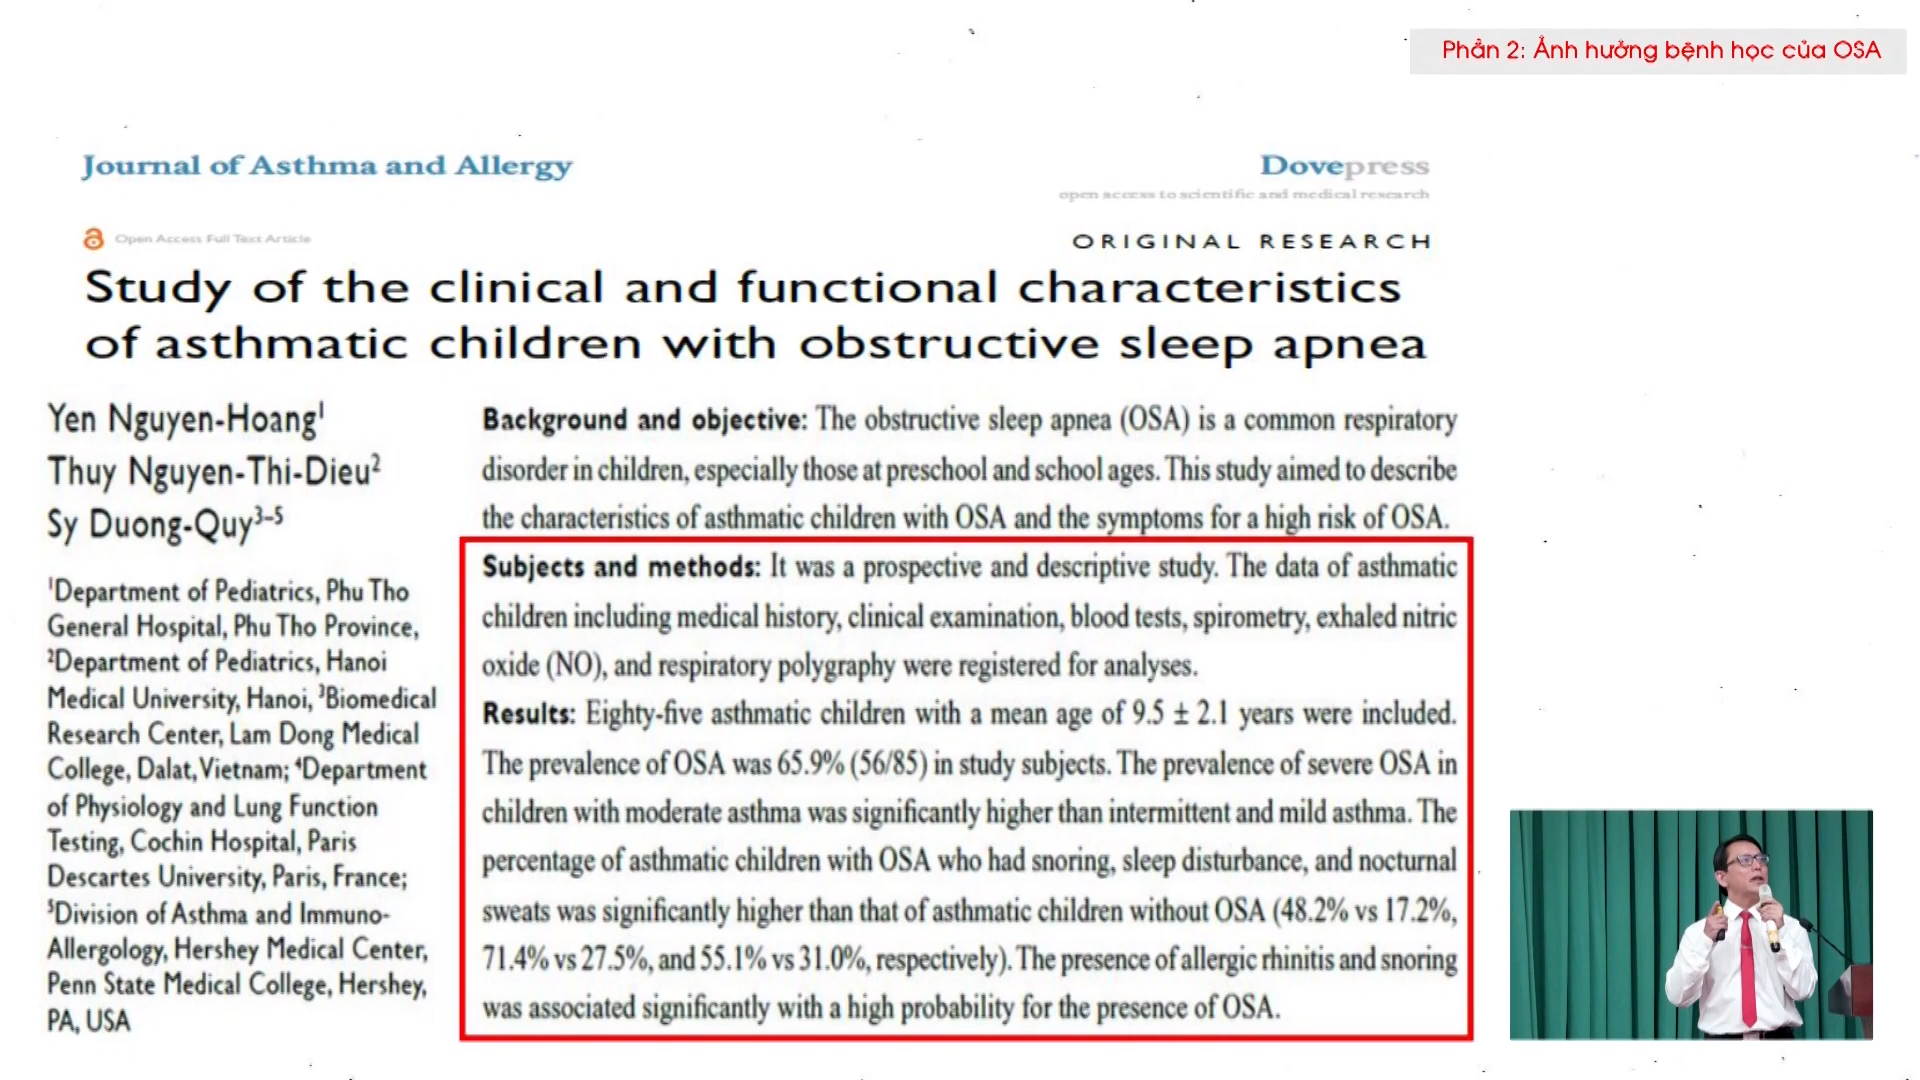 Phần 2: Ảnh hưởng bệnh học của OSA
Journal of Asthma and Allergy
Dovepress
open access to scientific and medical research
Open Access Full Text Article
ORIGINAL RESEARCH
Study of the clinical and functional characteristics
of asthmatic children with obstructive sleep apnea
Yen Nguyen-Hoang¹
Thuy Nguyen-Thi-Dieu²
Sy Duong-Quy³⁻⁵
¹Department of Pediatrics, Phu Tho
General Hospital, Phu Tho Province,
²Department of Pediatrics, Hanoi
Medical University, Hanoi, ³Biomedical
Research Center, Lam Dong Medical
College, Dalat, Vietnam; ⁴Department
of Physiology and Lung Function
Testing, Cochin Hospital, Paris
Descartes University, Paris, France;
⁵Division of Asthma and Immuno-
Allergology, Hershey Medical Center,
Penn State Medical College, Hershey,
PA, USA
Background and objective: The obstructive sleep apnea (OSA) is a common respiratory
disorder in children, especially those at preschool and school ages. This study aimed to describe
the characteristics of asthmatic children with OSA and the symptoms for a high risk of OSA.
Subjects and methods: It was a prospective and descriptive study. The data of asthmatic
children including medical history, clinical examination, blood tests, spirometry, exhaled nitric
oxide (NO), and respiratory polygraphy were registered for analyses.
Results: Eighty-five asthmatic children with a mean age of 9.5 ± 2.1 years were included.
The prevalence of OSA was 65.9% (56/85) in study subjects. The prevalence of severe OSA in
children with moderate asthma was significantly higher than intermittent and mild asthma. The
percentage of asthmatic children with OSA who had snoring, sleep disturbance, and nocturnal
sweats was significantly higher than that of asthmatic children without OSA (48.2% vs 17.2%,
71.4% vs 27.5%, and 55.1% vs 31.0%, respectively). The presence of allergic rhinitis and snoring
was associated significantly with a high probability for the presence of OSA.